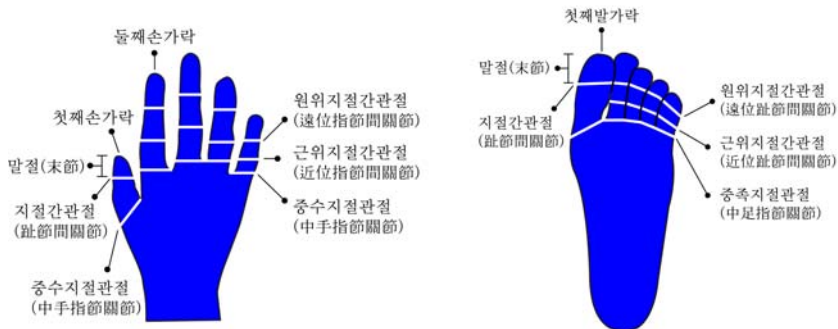 둘째손가락
첫째손가락
말절(末節)
지절간관절
(趾節間關節)
중수지절관절
(中手指節關節)
원위지절간관절
(遠位指節間關節)
근위지절간관절
(近位指節間關節)
중수지절관절
(中手指節關節)
첫째발가락
말절(末節)
지절간관절
(趾節間關節)
원위지절간관절
(遠位趾節間關節)
근위지절간관절
(近位趾節間關節)
중족지절관절
(中足指節關節)